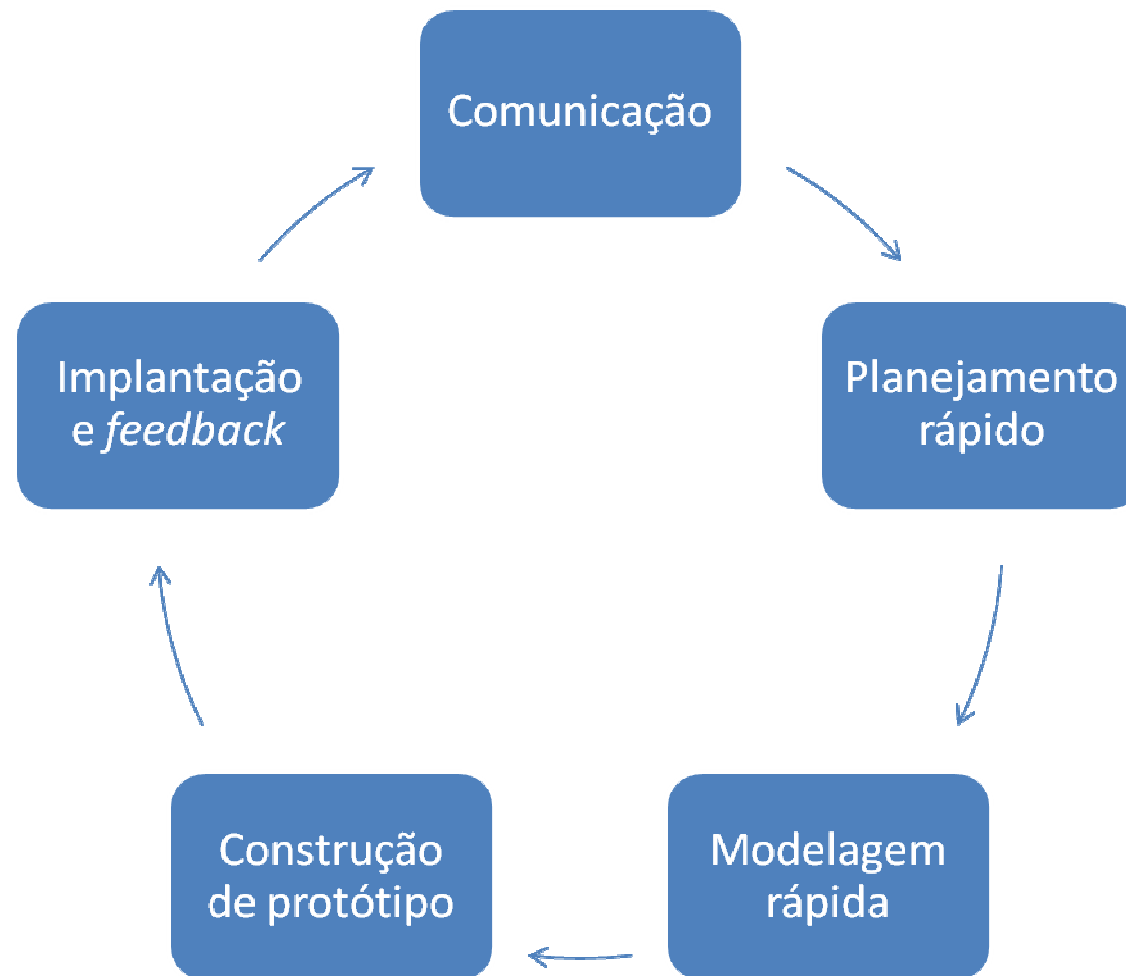 Comunicação
Planejamento
rápido
Modelagem
rápida
Construção
de protótipo
Implantação
e feedback